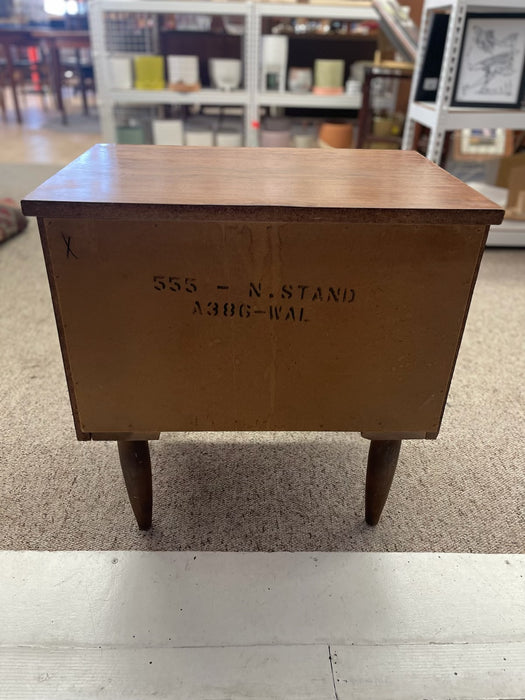 X
555 - N.STAND
A386-WAL